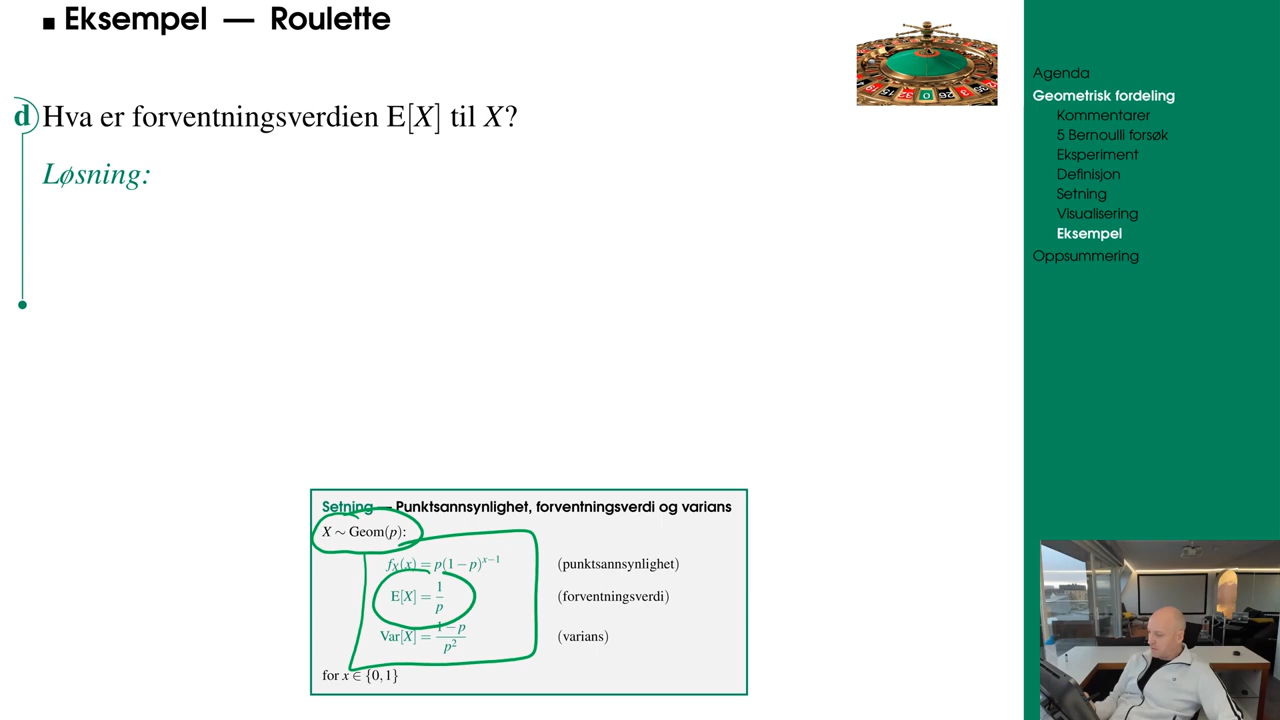 Eksempel — Roulette
d Hva er forventningsverdien E[X] til X?
Løsning:
Setning — Punktsannsynlighet, forventningsverdi og varians
X ∼ Geom(p):
f_X(x) = p(1−p)^{x−1} (punktsannsynlighet)
E[X] = 1/p (forventningsverdi)
Var[X] = (1−p)/p² (varians)
for x ∈ {0,1}
Agenda
Geometrisk fordeling
Kommentarer
5 Bernoulli forsøk
Eksperiment
Definisjon
Setning
Visualisering
Eksempel
Oppsummering